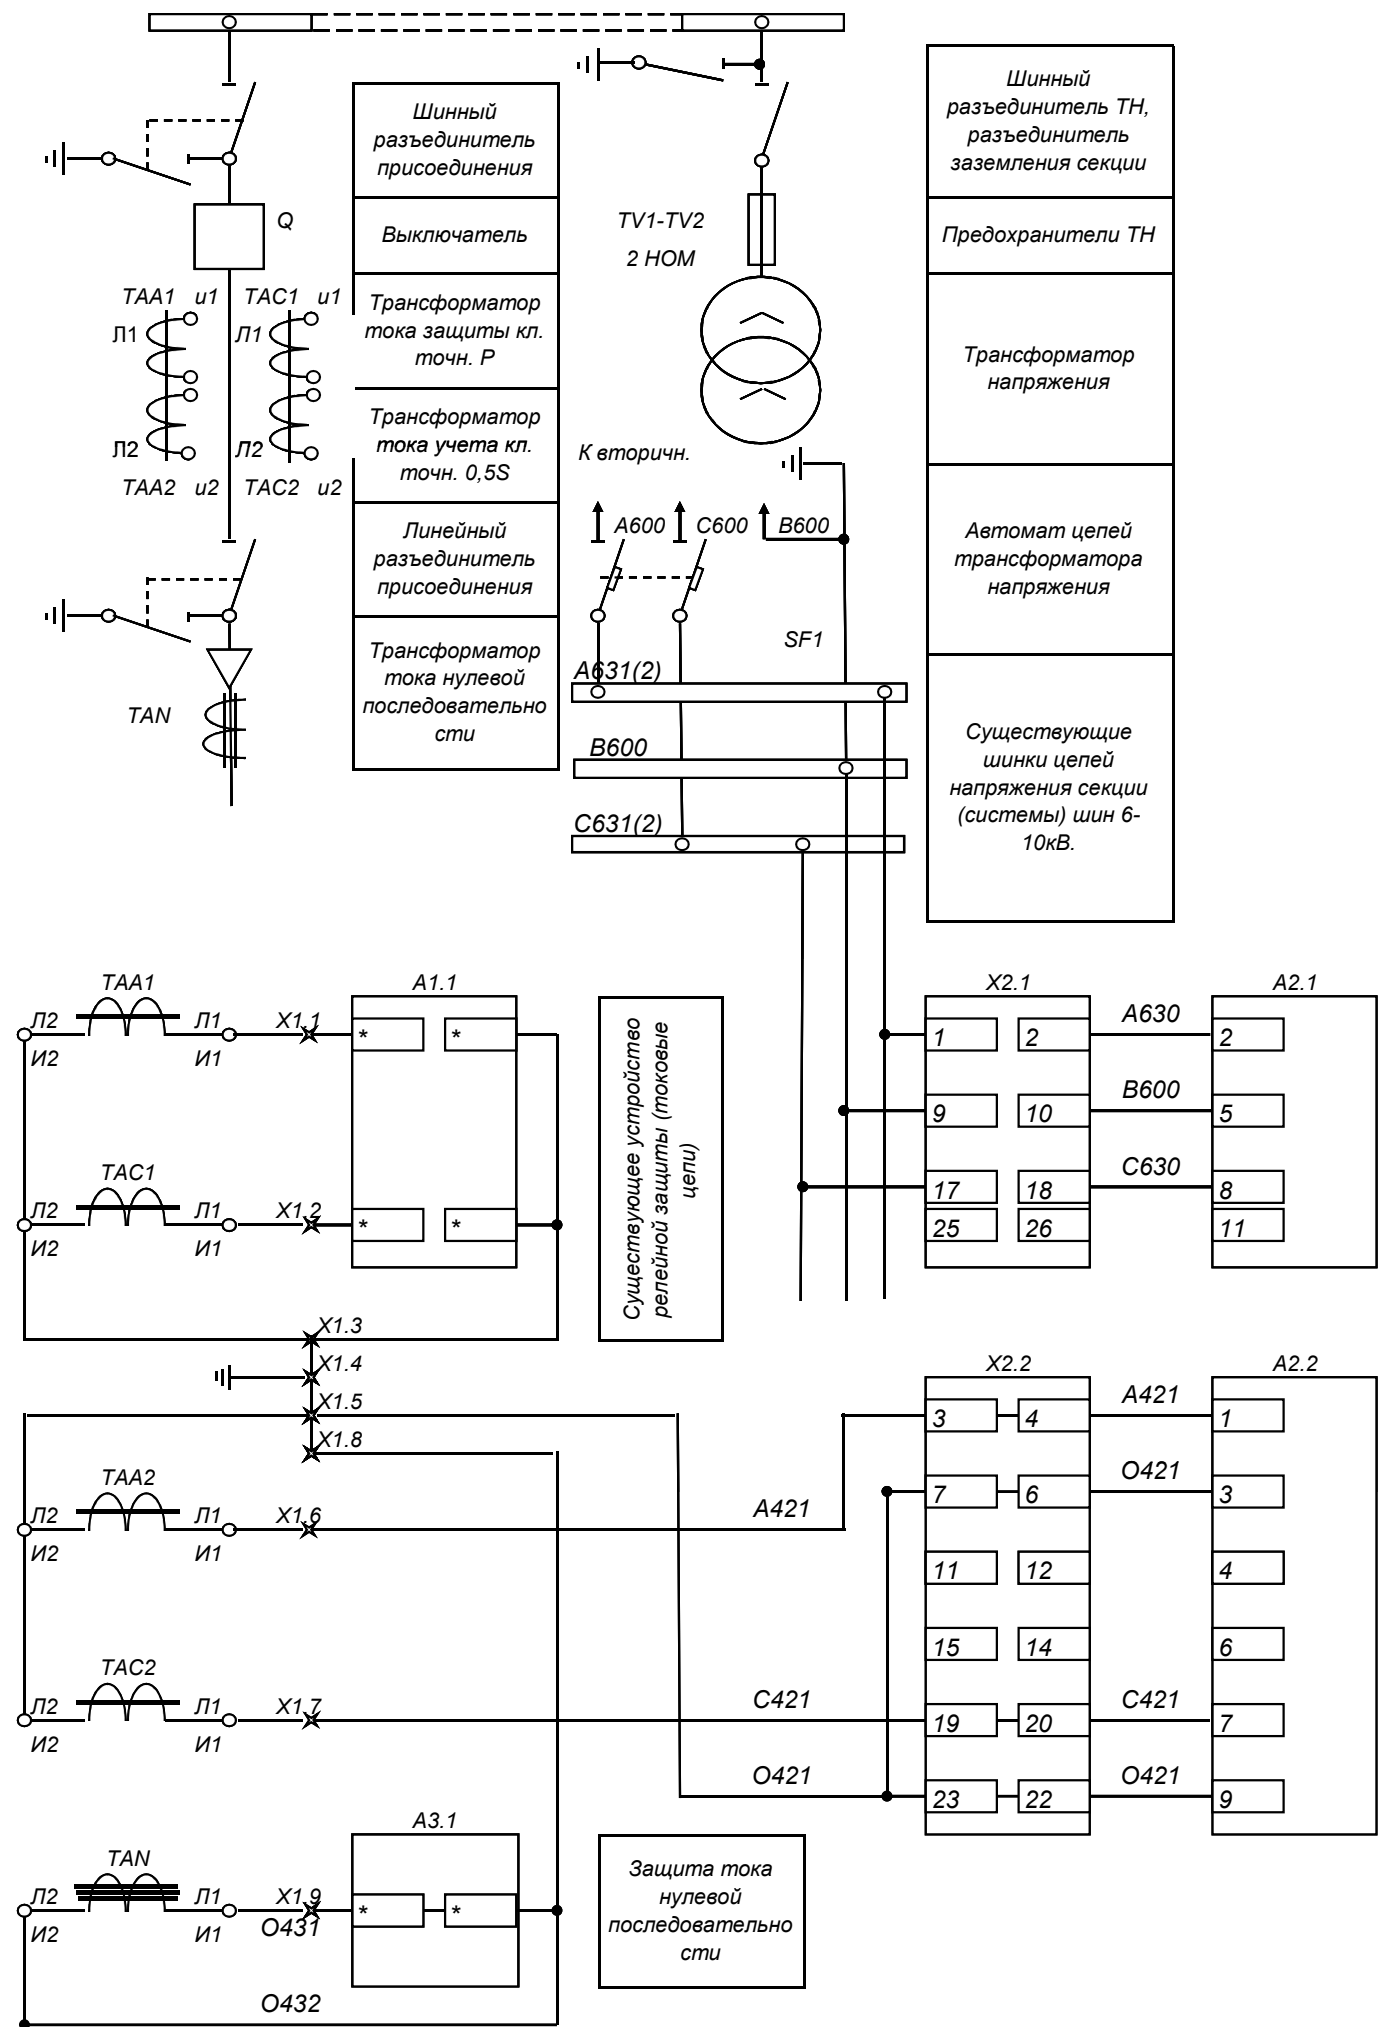 Шинный
разъединитель
присоединения
Выключатель
Трансформатор
тока защиты кл.
точн. Р
Трансформатор
тока учета кл.
точн. 0,5S
Линейный
разъединитель
присоединения
Трансформатор
тока нулевой
последовательно
сти
Q
TAA1 и1
TAC1 и1
Л1
Л1
Л2
Л2
TAA2 и2
TAC2 и2
TAN
TV1-TV2
2 НОМ
К вторичн.
A600
C600
B600
SF1
A631(2)
B600
C631(2)
Шинный
разъединитель ТН,
разъединитель
заземления секции
Предохранители ТН
Трансформатор
напряжения
Автомат цепей
трансформатора
напряжения
Существующие
шинки цепей
напряжения секции
(системы) шин 6-
10кВ.
TAA1
Л2
И2
Л1
И1
X1.1
A1.1
*
*
TAC1
Л2
И2
Л1
И1
X1.2
*
*
Существующее устройство
релейной защиты (токовые
цепи)
X2.1
A2.1
1
2
A630
2
9
10
B600
5
17
18
C630
8
25
26
11
X1.3
X1.4
X1.5
X1.8
TAA2
Л2
И2
Л1
И1
X1.6
A421
TAC2
Л2
И2
Л1
И1
X1.7
C421
O421
X2.2
A2.2
3
4
A421
1
7
6
O421
3
11
12
4
15
14
6
19
20
C421
7
23
22
O421
9
TAN
Л2
И2
Л1
И1
X1.9
O431
A3.1
*
*
O432
Защита тока
нулевой
последовательно
сти